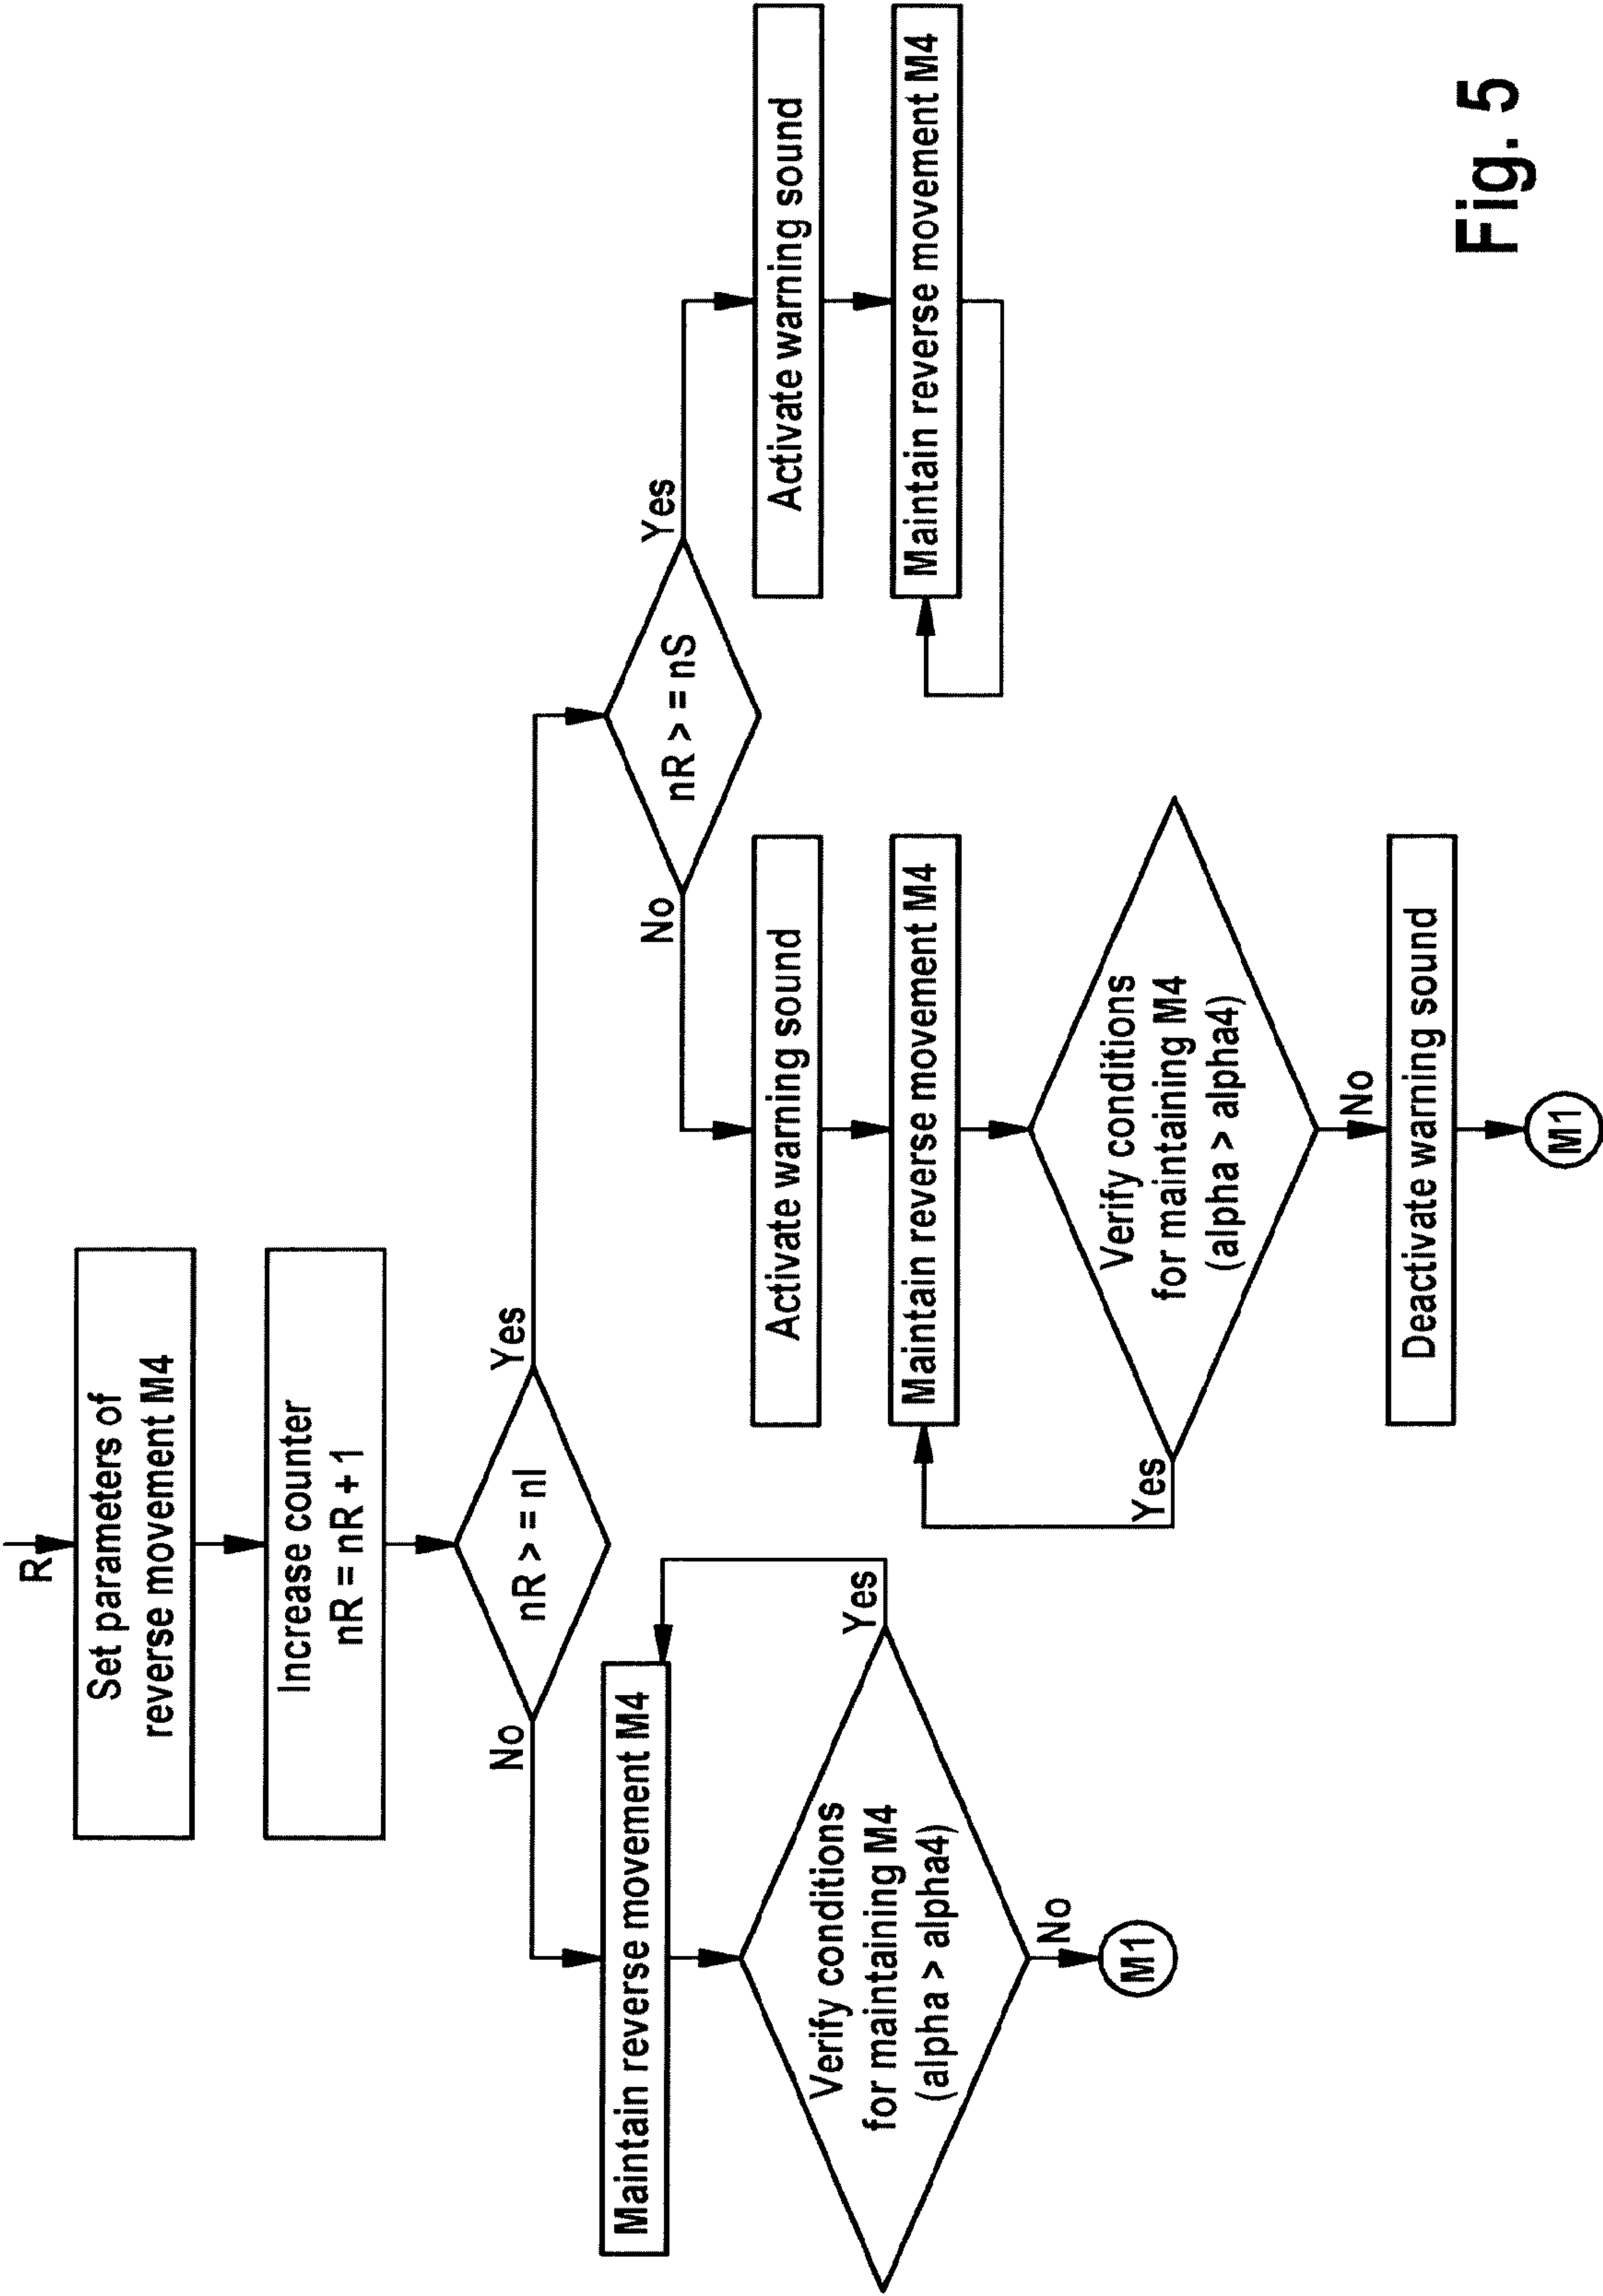 R
Set parameters of
reverse movement M4
Increase counter
nR = nR + 1
nR > = nI
No
Yes
Maintain reverse movement M4
Verify conditions
for maintaining M4
(alpha > alpha4)
Yes
No
M1
nR > = nS
No
Yes
Activate warning sound
Maintain reverse movement M4
Verify conditions
for maintaining M4
(alpha > alpha4)
Yes
No
Deactivate warning sound
M1
Activate warning sound
Maintain reverse movement M4
Fig. 5